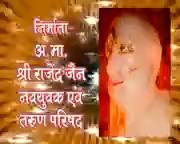 निर्माता
अ.भा.
श्री राजेंद्र जैन
नवयुवक एवं
तरुण परिषद